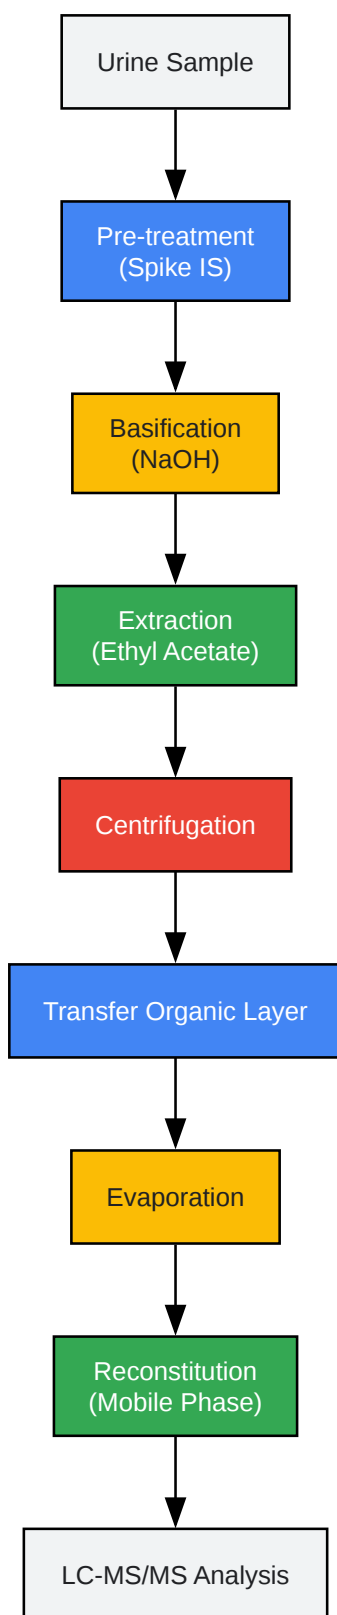 Urine Sample
Pre-treatment
(Spike IS)
Basification
(NaOH)
Extraction
(Ethyl Acetate)
Centrifugation
Transfer Organic Layer
Evaporation
Reconstitution
(Mobile Phase)
LC-MS/MS Analysis